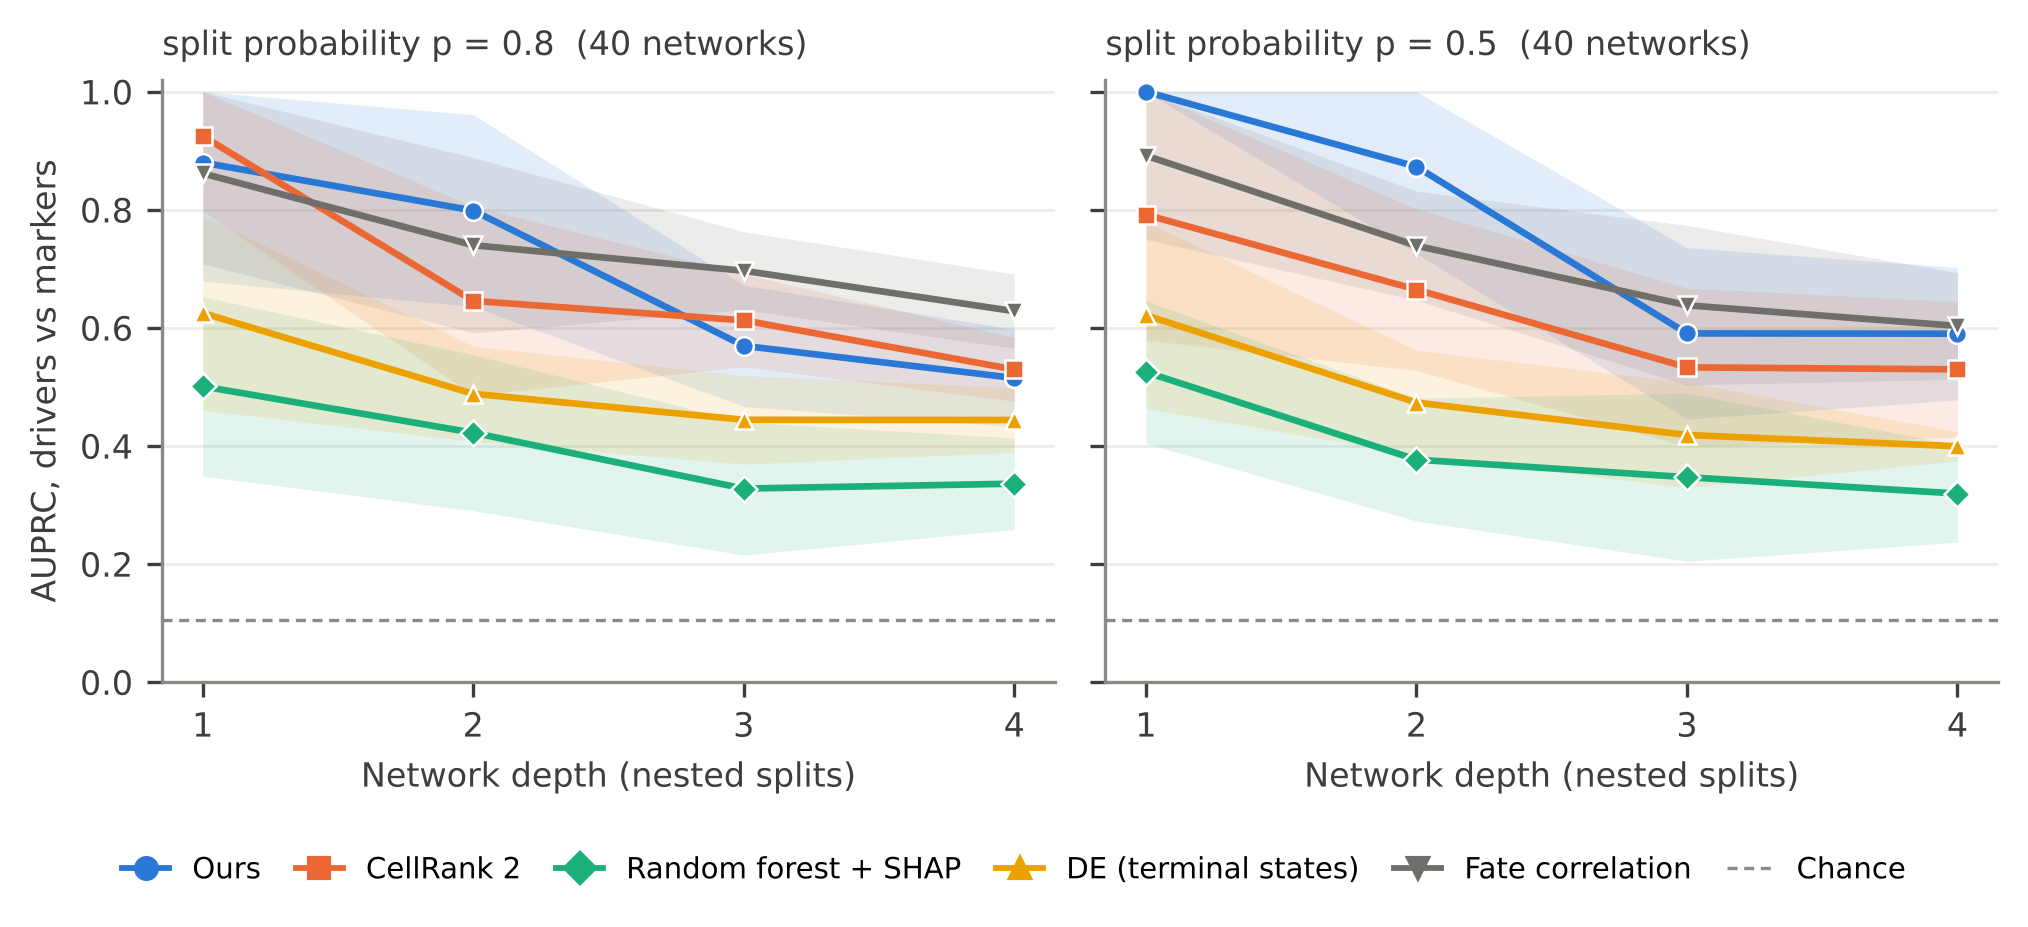 split probability p = 0.8  (40 networks)
split probability p = 0.5  (40 networks)
AUPRC, drivers vs markers
1.0
0.8
0.6
0.4
0.2
0.0
1 2 3 4
1 2 3 4
Network depth (nested splits)
Network depth (nested splits)
Ours CellRank 2 Random forest + SHAP DE (terminal states) Fate correlation Chance